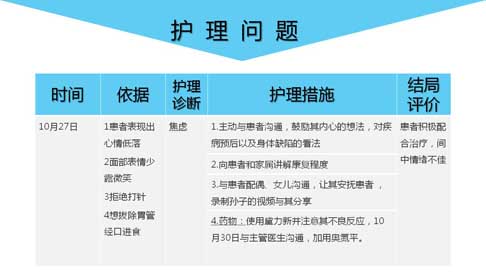 护 理 问 题
时间
依据
护理
诊断
护理措施
结局
评价
10月27日
1患者表现出
心情低落
2面部表情少
露微笑
3拒绝打针
4想拔除胃管
经口进食
焦虑
1.主动与患者沟通，鼓励其内心的想法，对疾
病预后以及身体缺陷的看法
2.向患者和家属讲解康复程度
3.与患者配偶、女儿沟通，让其安抚患者，
录制孙子的视频与其分享
4.药物：使用黛力新并注意其不良反应，10
月30日与主管医生沟通，加用奥氮平。
患者积极配
合治疗，间
中情绪不佳